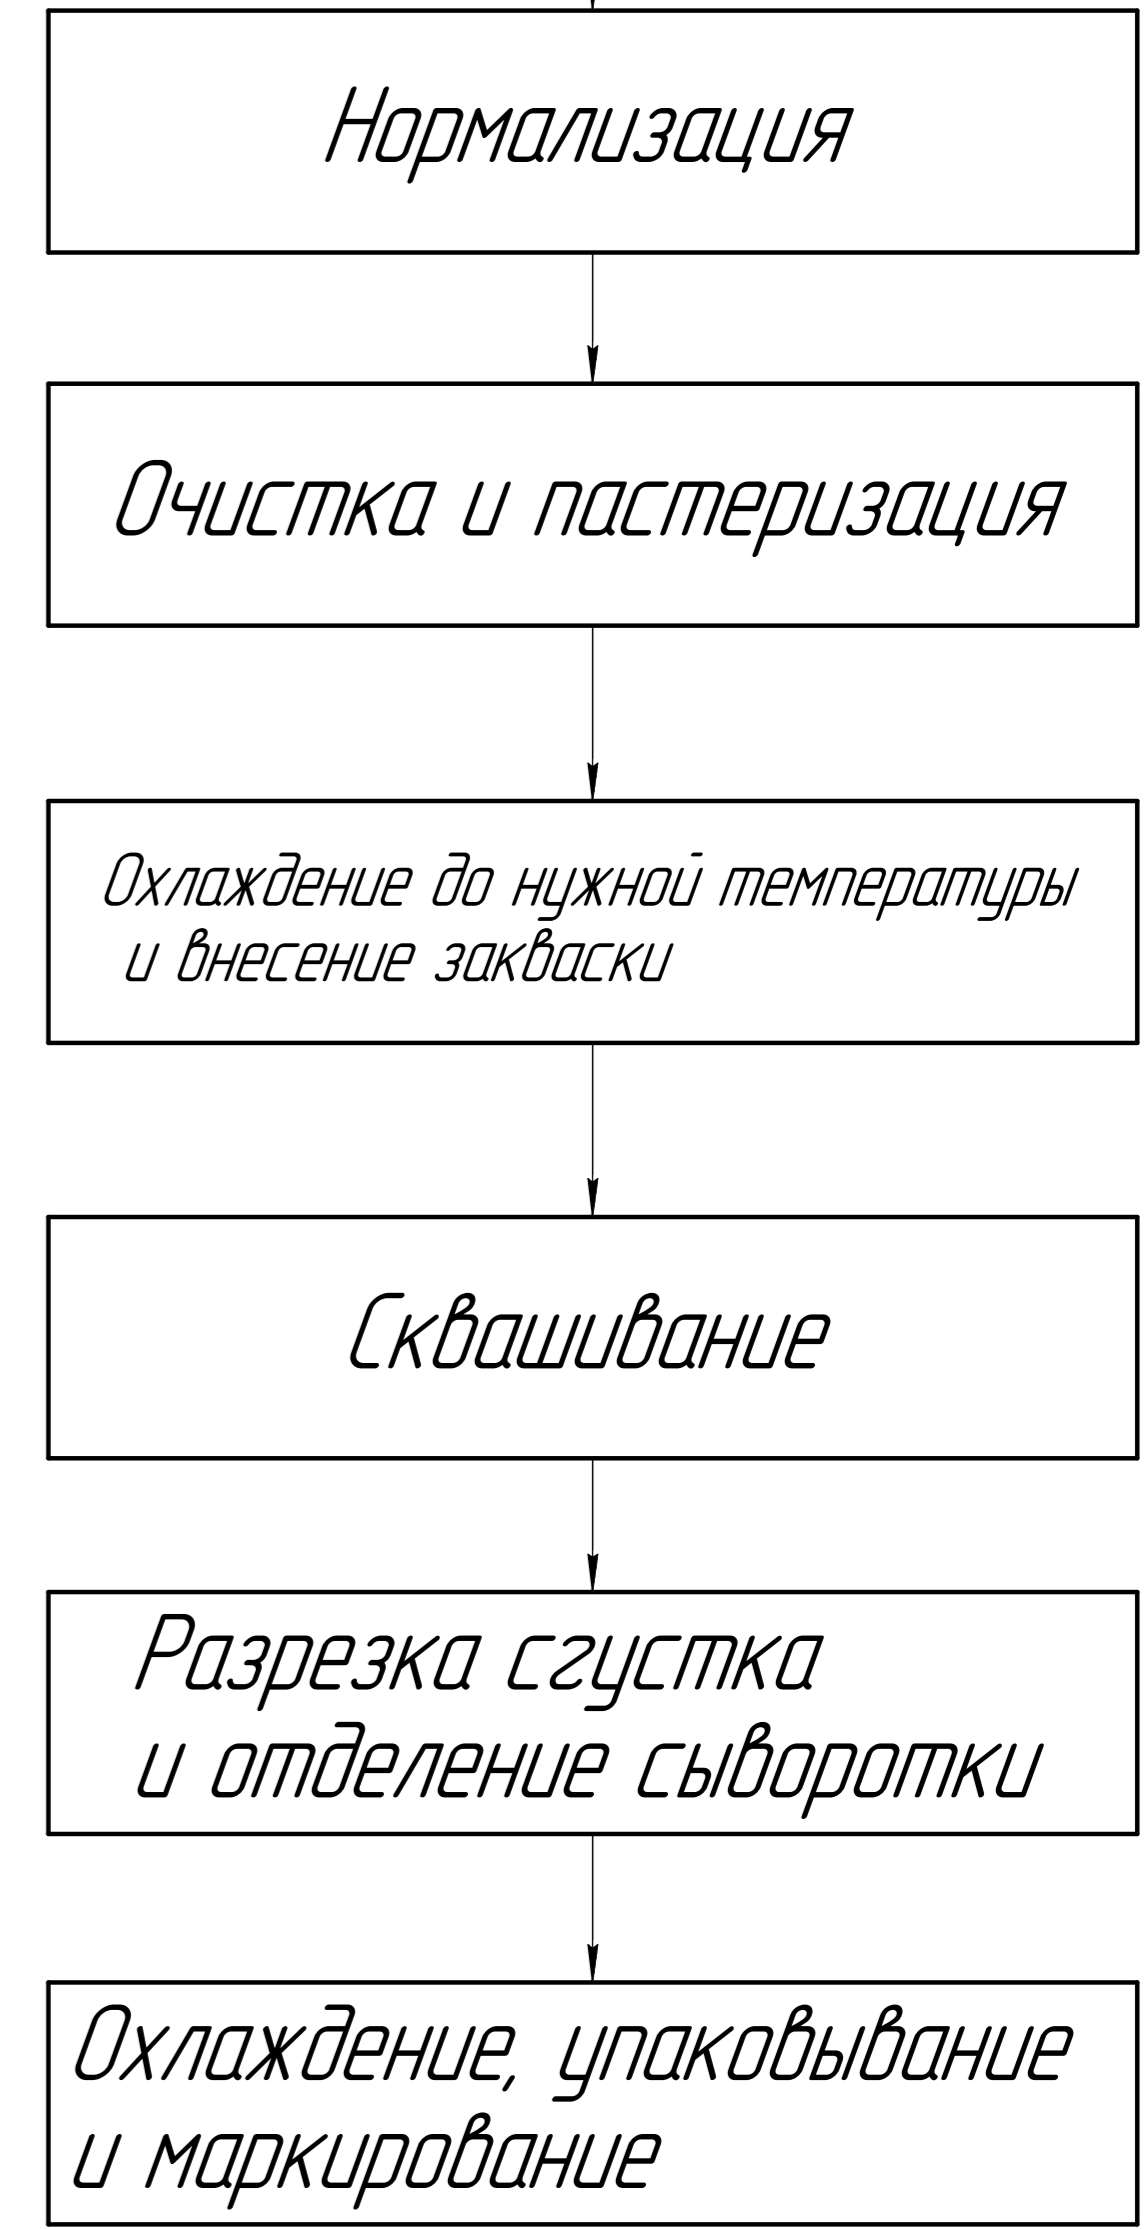 Нормализация
Очистка и пастеризация
Охлаждение до нужной температуры
и внесение закваски
Сквашивание
Разрезка сгустка
и отделение сыворотки
Охлаждение, упаковывание
и маркирование